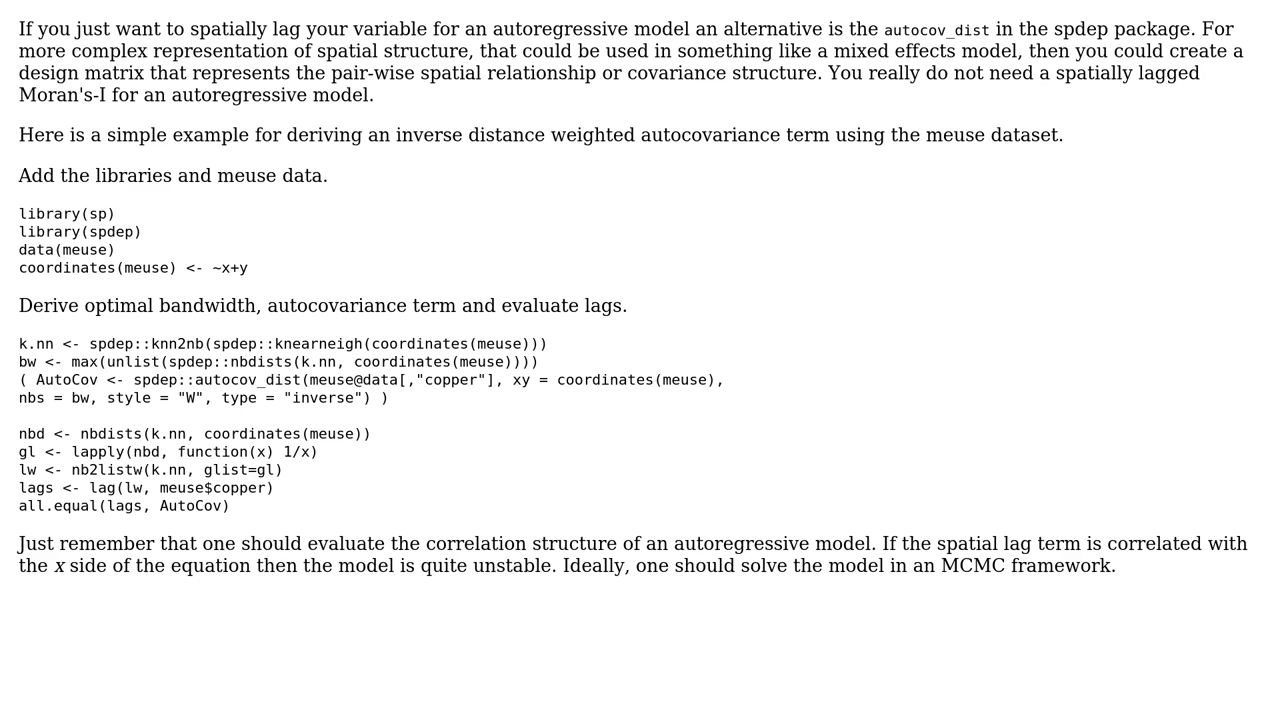 If you just want to spatially lag your variable for an autoregressive model an alternative is the autocov_dist in the spdep package. For
more complex representation of spatial structure, that could be used in something like a mixed effects model, then you could create a
design matrix that represents the pair-wise spatial relationship or covariance structure. You really do not need a spatially lagged
Moran's-I for an autoregressive model.
Here is a simple example for deriving an inverse distance weighted autocovariance term using the meuse dataset.
Add the libraries and meuse data.
library(sp)
library(spdep)
data(meuse)
coordinates(meuse) <- ~x+y
Derive optimal bandwidth, autocovariance term and evaluate lags.
k.nn <- spdep::knn2nb(spdep::knearneigh(coordinates(meuse)))
bw <- max(unlist(spdep::nbdists(k.nn, coordinates(meuse))))
( AutoCov <- spdep::autocov_dist(meuse@data[,"copper"], xy = coordinates(meuse),
nbs = bw, style = "W", type = "inverse") )
nbd <- nbdists(k.nn, coordinates(meuse))
gl <- lapply(nbd, function(x) 1/x)
lw <- nb2listw(k.nn, glist=gl)
lags <- lag(lw, meuse$copper)
all.equal(lags, AutoCov)
Just remember that one should evaluate the correlation structure of an autoregressive model. If the spatial lag term is correlated with
the x side of the equation then the model is quite unstable. Ideally, one should solve the model in an MCMC framework.